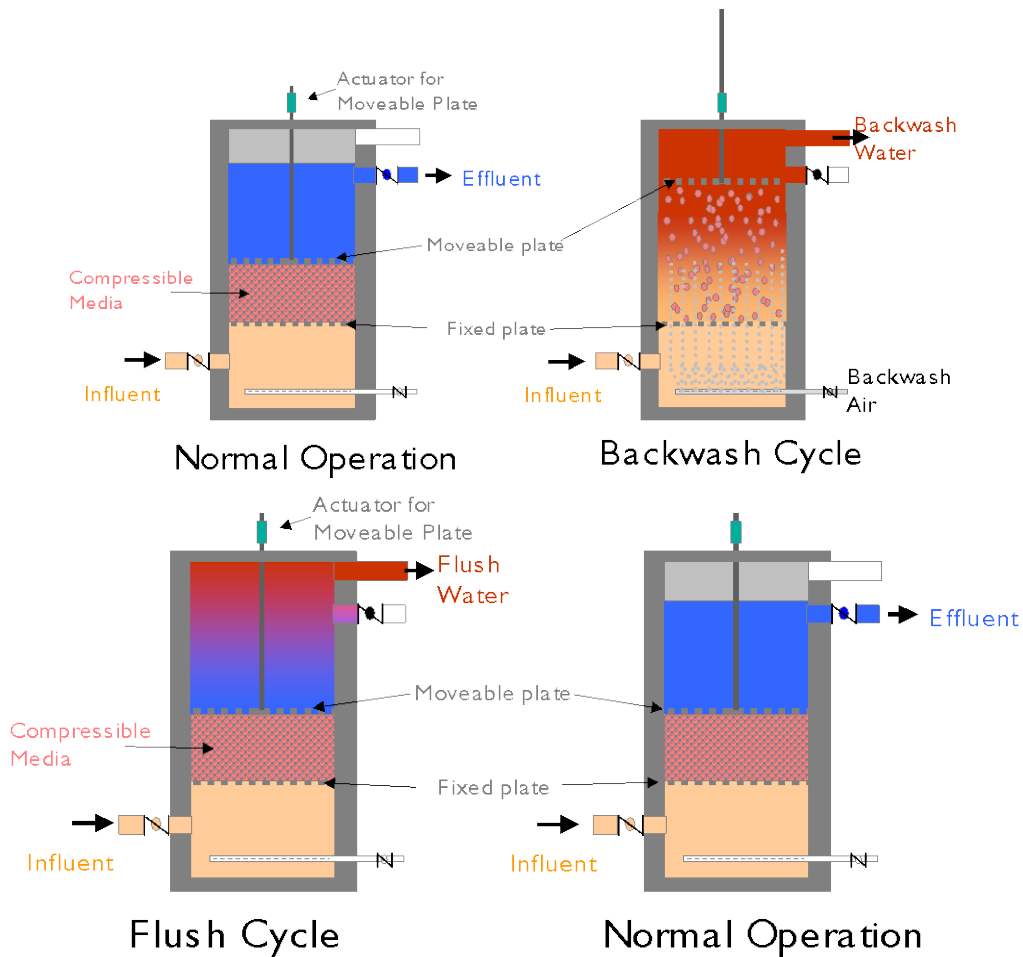 Actuator for
Moveable Plate
Effluent
Moveable plate
Compressible
Media
Fixed plate
Influent
Normal Operation
Backwash
Water
Influent
Backwash
Air
Backwash Cycle
Actuator for
Moveable Plate
Flush
Water
Moveable plate
Compressible
Media
Fixed plate
Influent
Flush Cycle
Effluent
Influent
Normal Operation